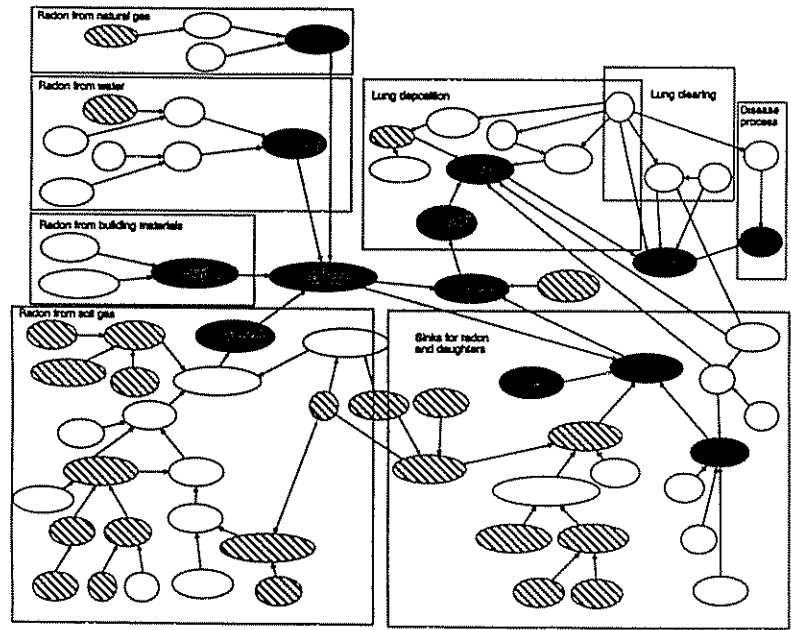 Radon from natural gas
Radon from water
Lung deposition
Lung clearing
Disease
process
Radon from building materials
Radon from soil gas
Sinks for radon
and daughters